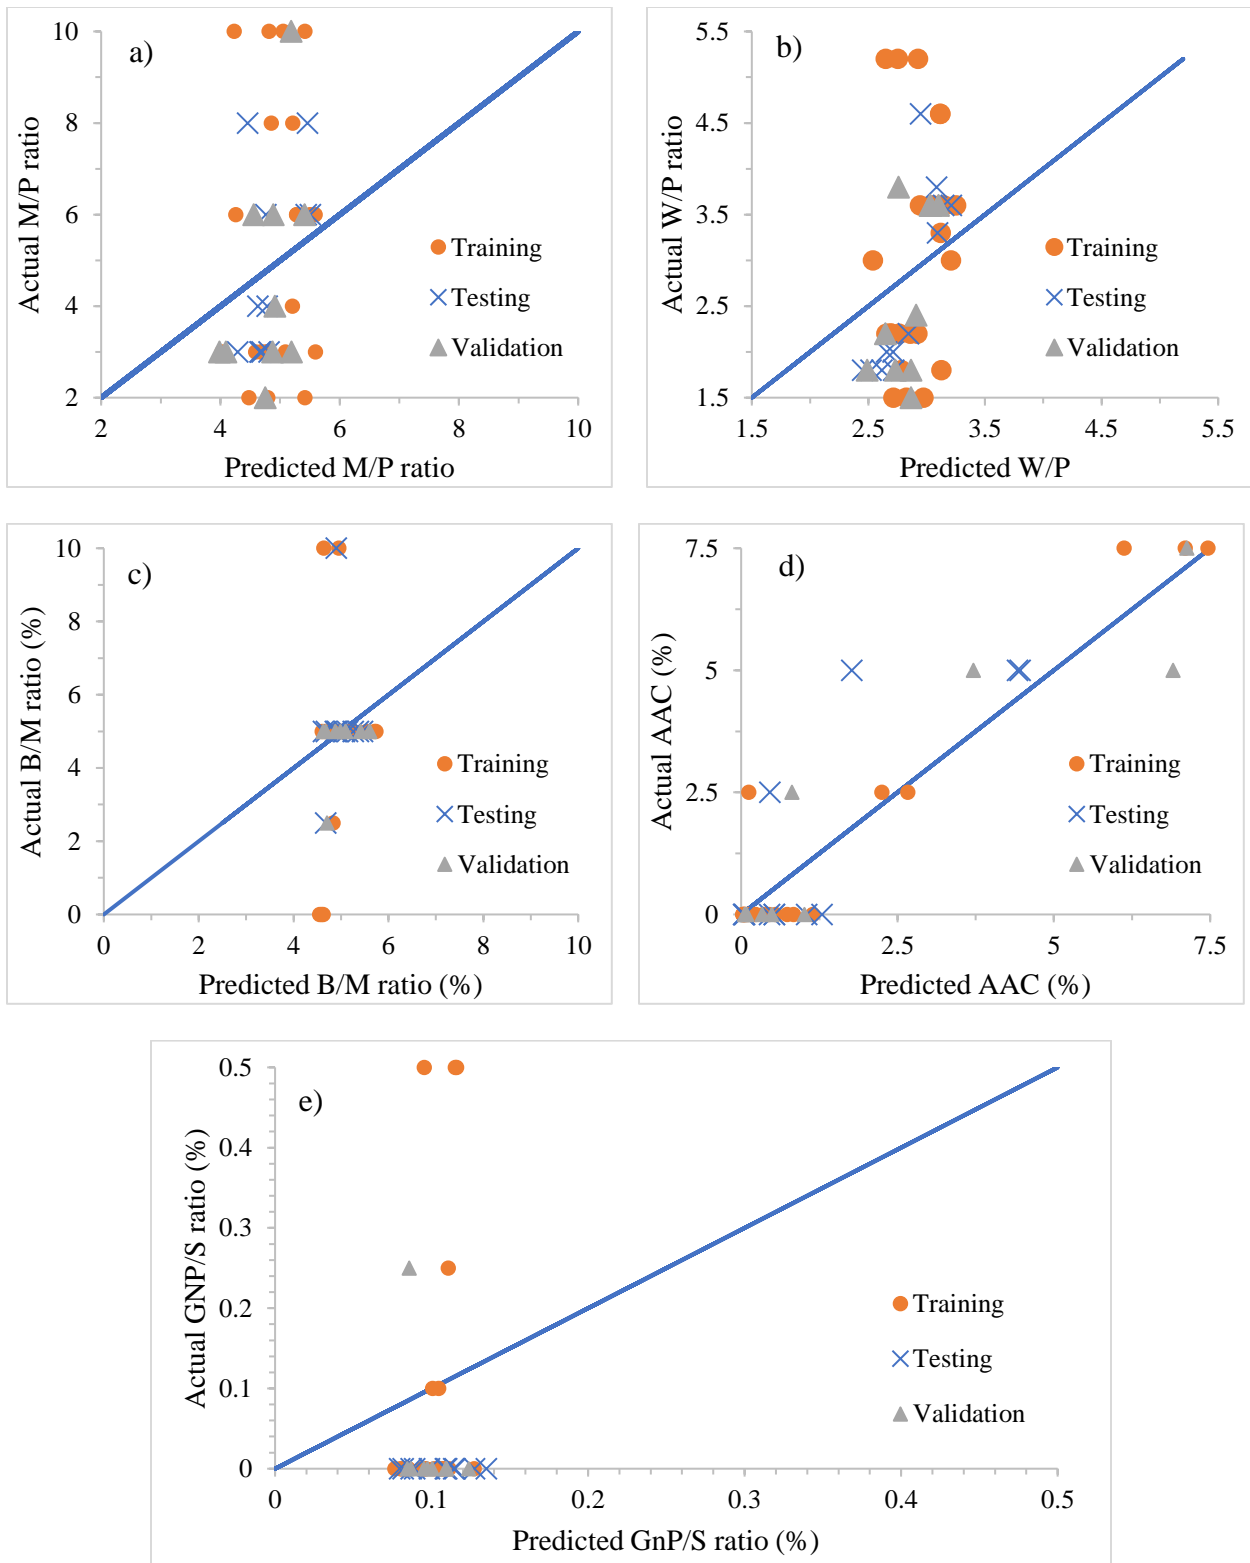 a)
10
8
6
4
2
2 4 6 8 10
Actual M/P ratio
Predicted M/P ratio
Training
Testing
Validation
b)
5.5
4.5
3.5
2.5
1.5
1.5 2.5 3.5 4.5 5.5
Actual W/P ratio
Predicted W/P
Training
Testing
Validation
c)
10
8
6
4
2
0
0 2 4 6 8 10
Actual B/M ratio (%)
Predicted B/M ratio (%)
Training
Testing
Validation
d)
7.5
5
2.5
0
0 2.5 5 7.5
Actual AAC (%)
Predicted AAC (%)
Training
Testing
Validation
e)
0.5
0.4
0.3
0.2
0.1
0
0 0.1 0.2 0.3 0.4 0.5
Actual GNP/S ratio (%)
Predicted GnP/S ratio (%)
Training
Testing
Validation